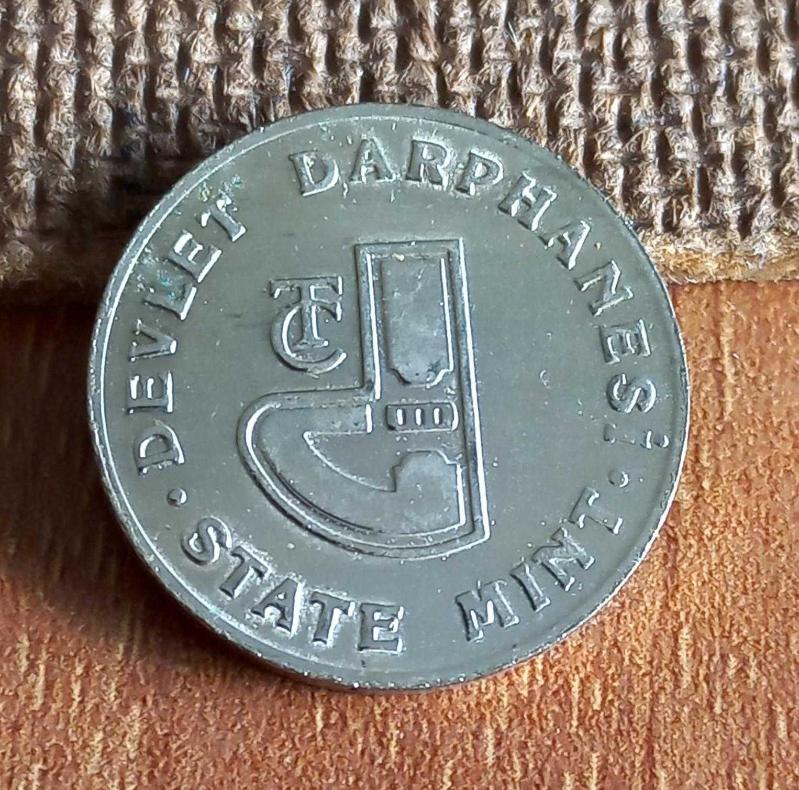 · DEVLET DARPHANESİ ·
STATE MINT
TC